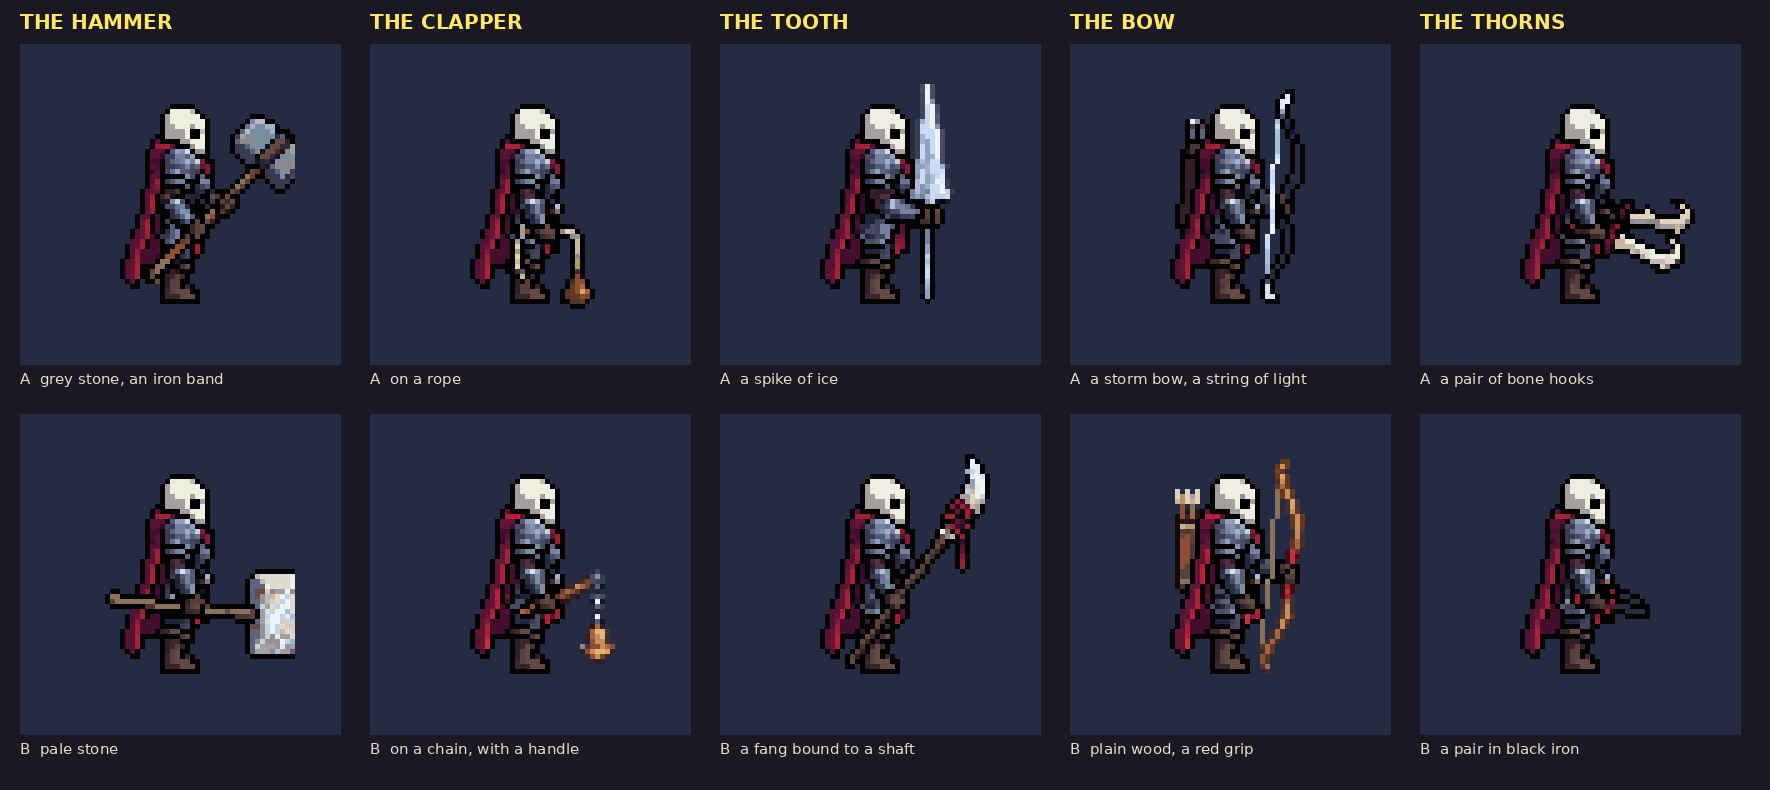 THE HAMMER
THE CLAPPER
THE TOOTH
THE BOW
THE THORNS
A grey stone, an iron band
A on a rope
A a spike of ice
A a storm bow, a string of light
A a pair of bone hooks
B pale stone
B on a chain, with a handle
B a fang bound to a shaft
B plain wood, a red grip
B a pair in black iron